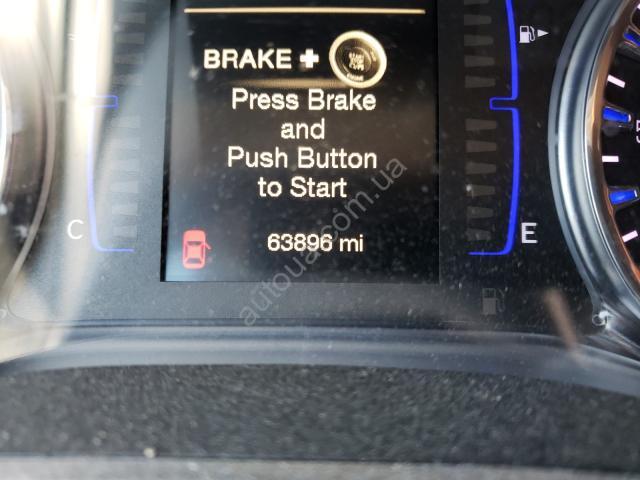 BRAKE +
Press Brake
and
Push Button
to Start
C
63896 mi
E
autoua.com.ua